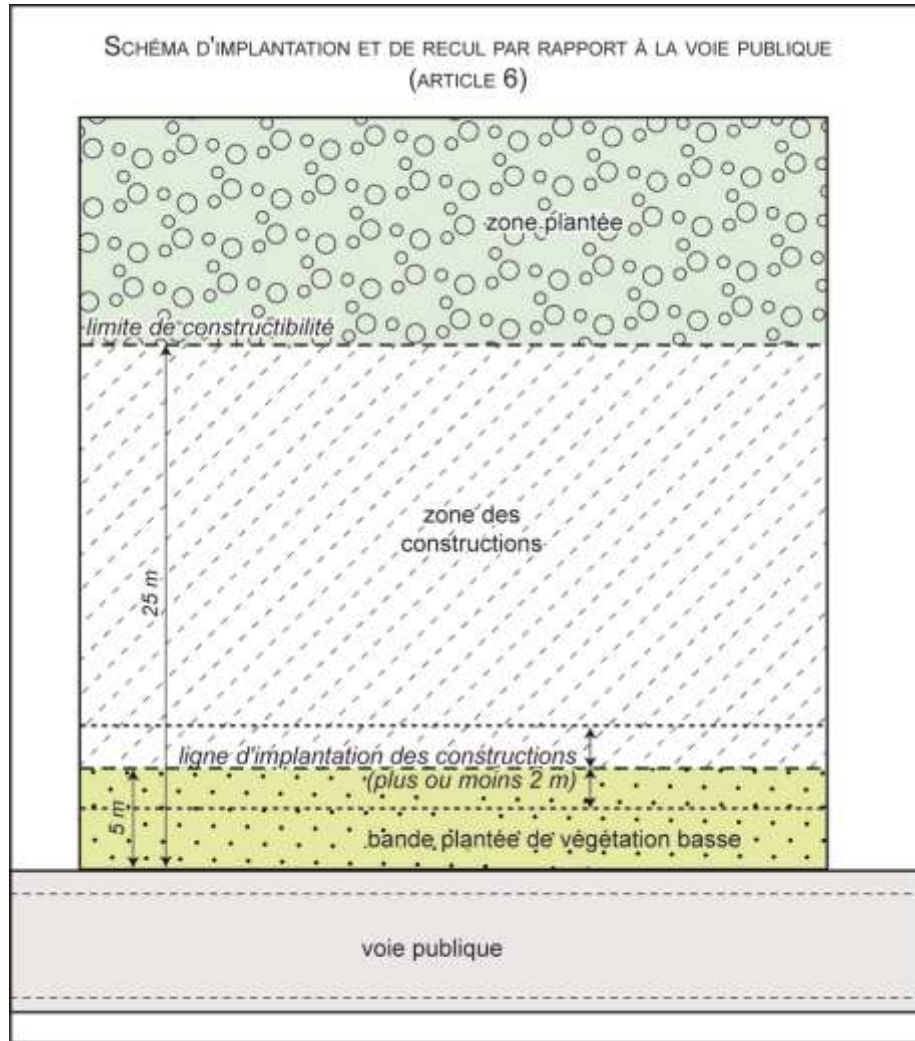 SCHÉMA D'IMPLANTATION ET DE RECUL PAR RAPPORT À LA VOIE PUBLIQUE
(ARTICLE 6)
zone plantée
limite de constructibilité
zone des
constructions
25 m
ligne d'implantation des constructions
(plus ou moins 2 m)
5 m
bande plantée de végétation basse
voie publique